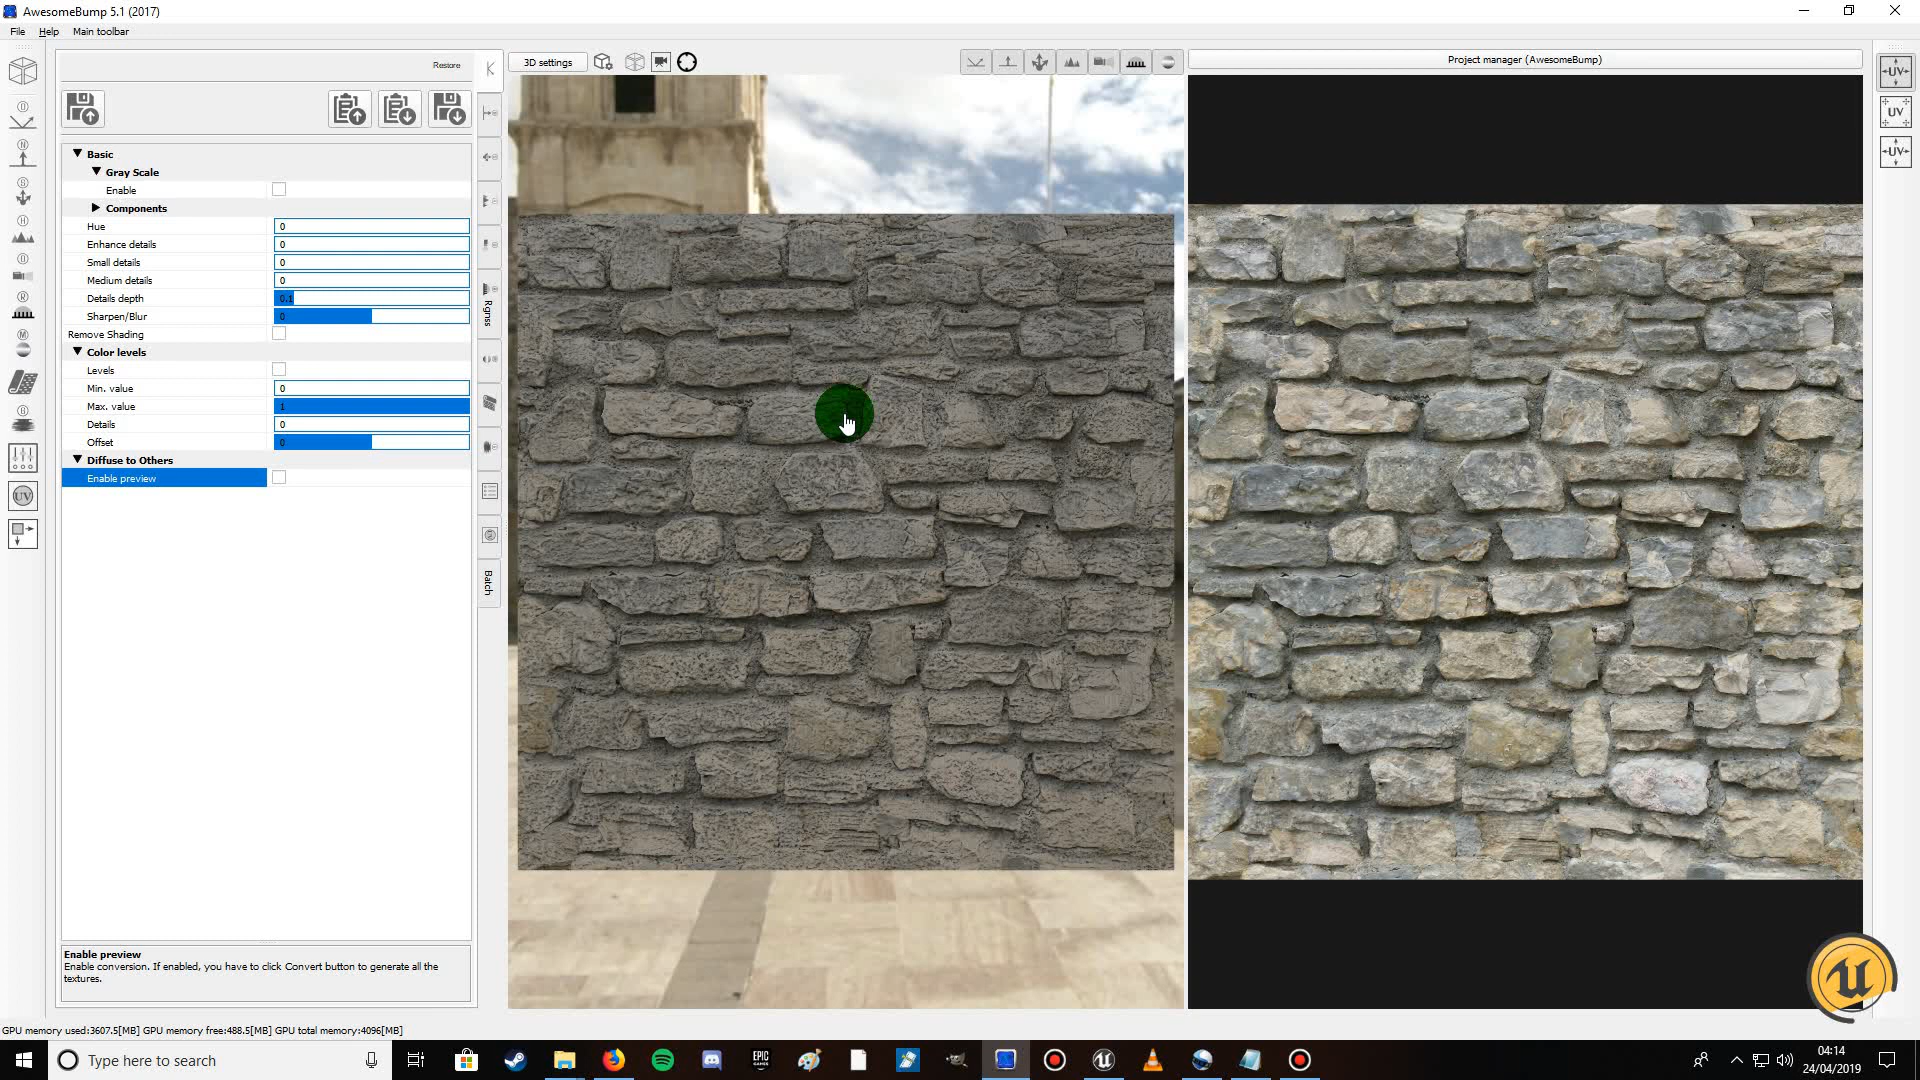 AwesomeBump 5.1 (2017)
File Help Main toolbar
Restore
3D settings
Project manager (AwesomeBump)
Basic
Gray Scale
Enable
Components
Hue 0
Enhance details 0
Small details 0
Medium details 0
Details depth 0.1
Sharpen/Blur 0
Remove Shading
Color levels
Levels
Min. value 0
Max. value 1
Details 0
Offset 0
Diffuse to Others
Enable preview
Rgnss
Batch
D
N
S
H
O
R
M
UV
UV
UV
UV
Enable preview
Enable conversion. If enabled, you have to click Convert button to generate all the
textures.
GPU memory used:3607.5[MB] GPU memory free:488.5[MB] GPU total memory:4096[MB]
Type here to search
EPIC
GAMES
04:14
24/04/2019